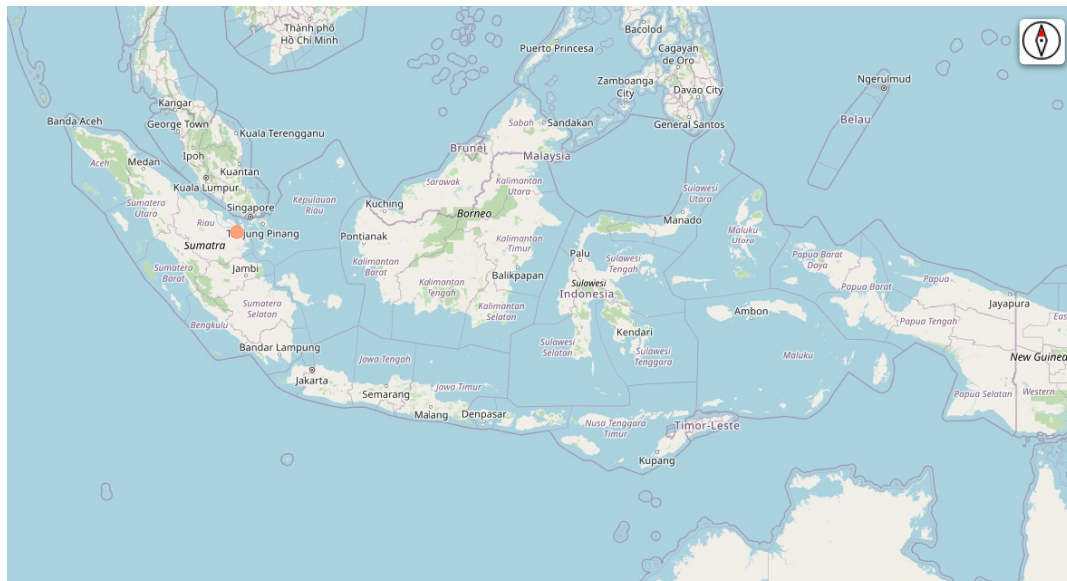 Thành phố
Hồ Chí Minh
Bacolod
Puerto Princesa
Cagayan
de Oro
Kangar
Zamboanga
City
Davao City
Ngerulmud
Banda Aceh
George Town
Kuala Terengganu
Sabah
Sandakan
General Santos
Belau
Ipoh
Brunei
Malaysia
Aceh
Medan
Kuantan
Kuala Lumpur
Sarawak
Kalimantan
Utara
Sulawesi
Utara
Sumatera
Utara
Kepulauan
Riau
Singapore
Kuching
Borneo
Manado
Riau
Pontianak
Kalimantan
Timur
Maluku
Utara
Sumatra
Palu
Papua Barat
Daya
Sumatera
Barat
Jambi
Kalimantan
Barat
Balikpapan
Sulawesi
Tengah
Papua
Kalimantan
Tengah
Sulawesi
Indonesia
Papua Barat
Jayapura
Sumatera
Selatan
Kalimantan
Selatan
Ambon
Papua Tengah
Bengkulu
Kendari
Bandar Lampung
Sulawesi
Selatan
Sulawesi
Tenggara
Jawa Tengah
Maluku
New Guinea
Jakarta
Semarang
Jawa Timur
Papua Selatan
Western
Malang
Denpasar
Nusa Tenggara
Timur
Timor-Leste
Kupang